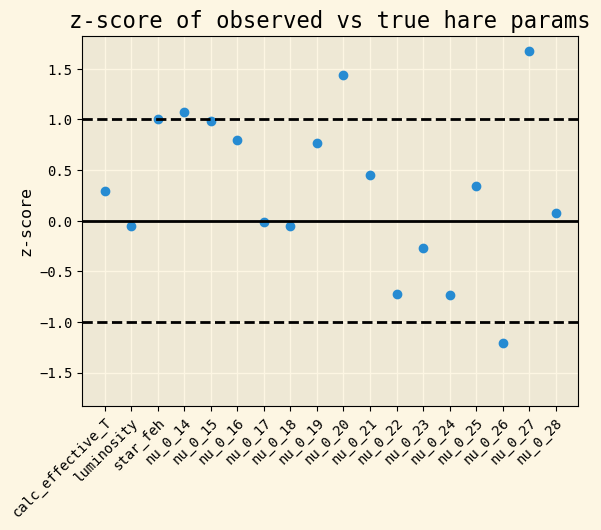 z-score of observed vs true hare params
z-score
1.5
1.0
0.5
0.0
−0.5
−1.0
−1.5
calc_effective_T
luminosity
star_feh
nu_0_14
nu_0_15
nu_0_16
nu_0_17
nu_0_18
nu_0_19
nu_0_20
nu_0_21
nu_0_22
nu_0_23
nu_0_24
nu_0_25
nu_0_26
nu_0_27
nu_0_28